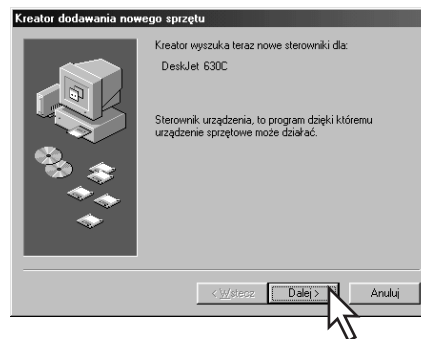 Kreator dodawania nowego sprzętu
Kreator wyszuka teraz nowe sterowniki dla:
DeskJet 630C
Sterownik urządzenia, to program dzięki któremu
urządzenie sprzętowe może działać.
< Wstecz Dalej > Anuluj